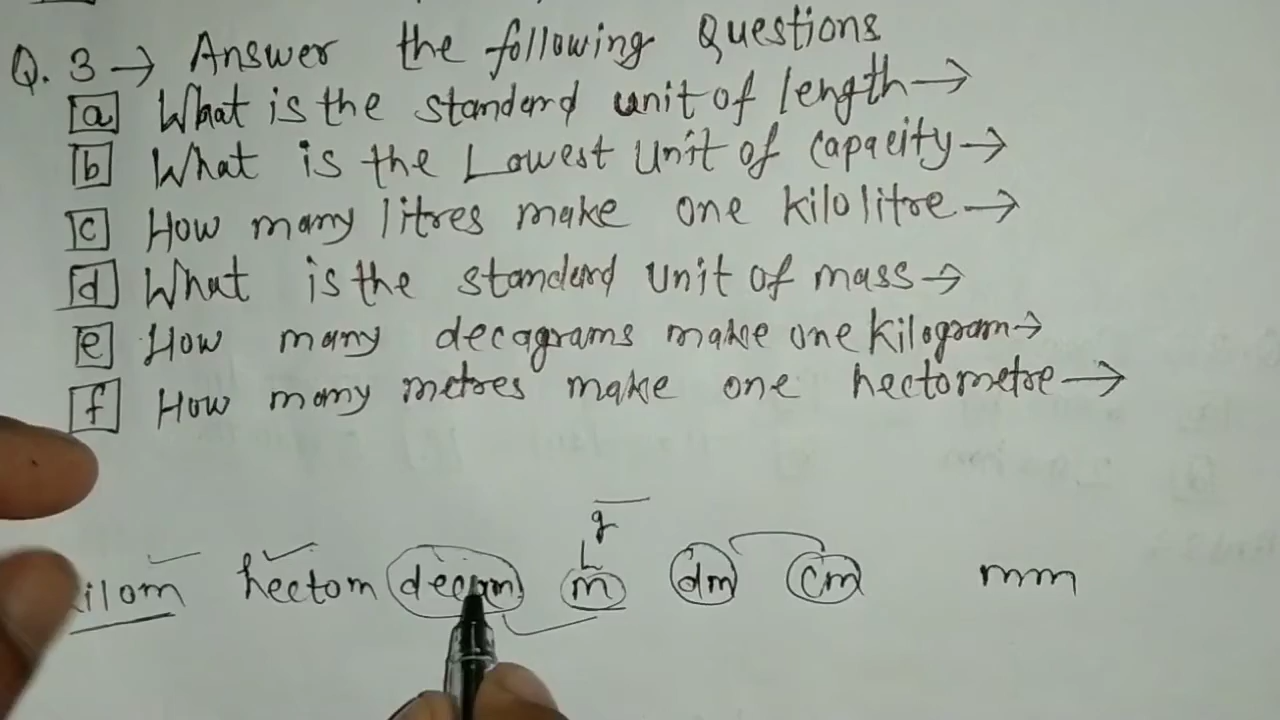 Q. 3 → Answer the following Questions
a What is the standard unit of length →
b What is the Lowest Unit of capacity →
c How many litres make one kilolitre →
d What is the standard Unit of mass →
e How many decagrams make one kilogram →
f How many metres make one hectometre →
g
L
ilom hectom decam m dm cm mm